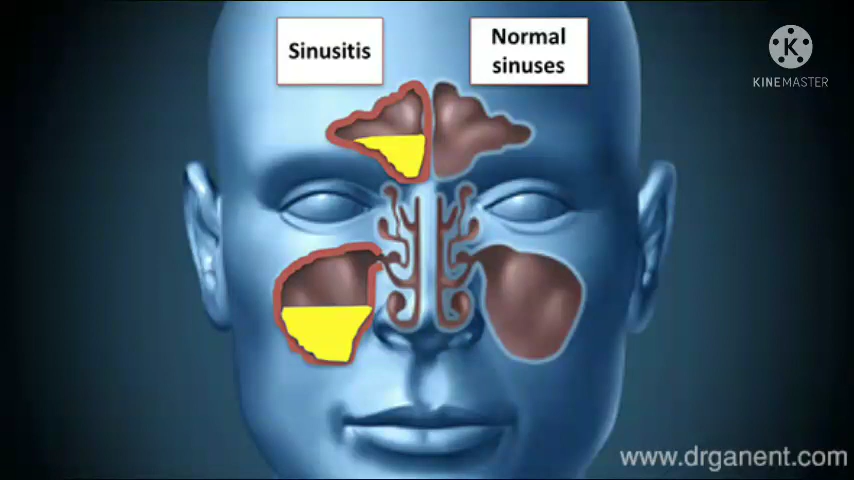 Sinusitis
Normal
sinuses
K
KINEMASTER
www.drganent.com